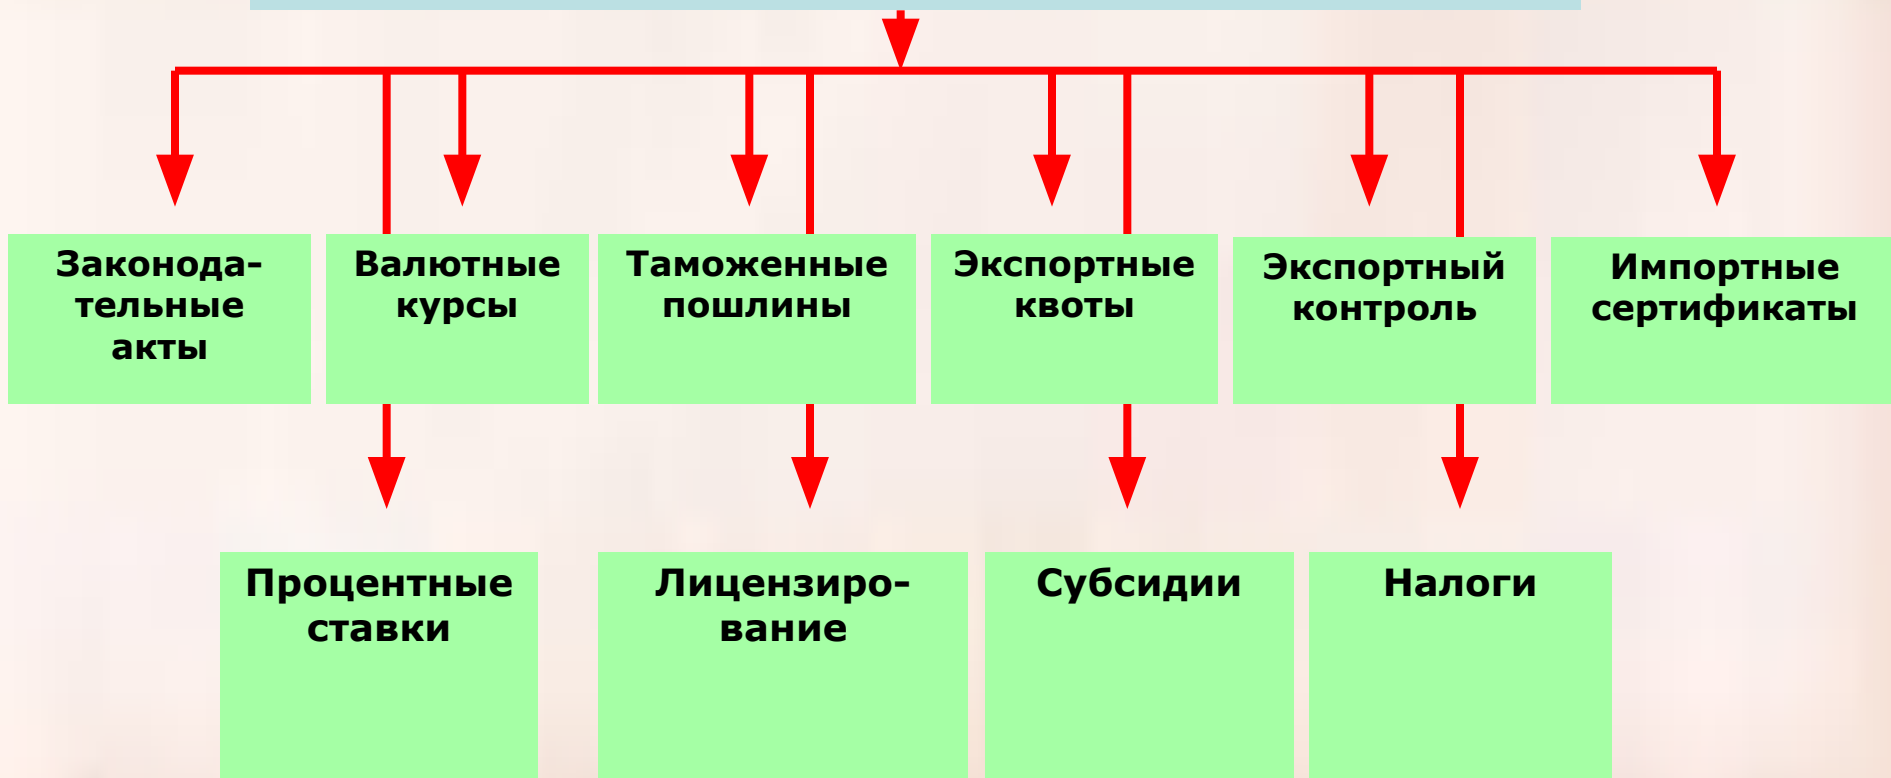 Законода-
тельные
акты
Валютные
курсы
Таможенные
пошлины
Экспортные
квоты
Экспортный
контроль
Импортные
сертификаты
Процентные
ставки
Лицензиро-
вание
Субсидии
Налоги